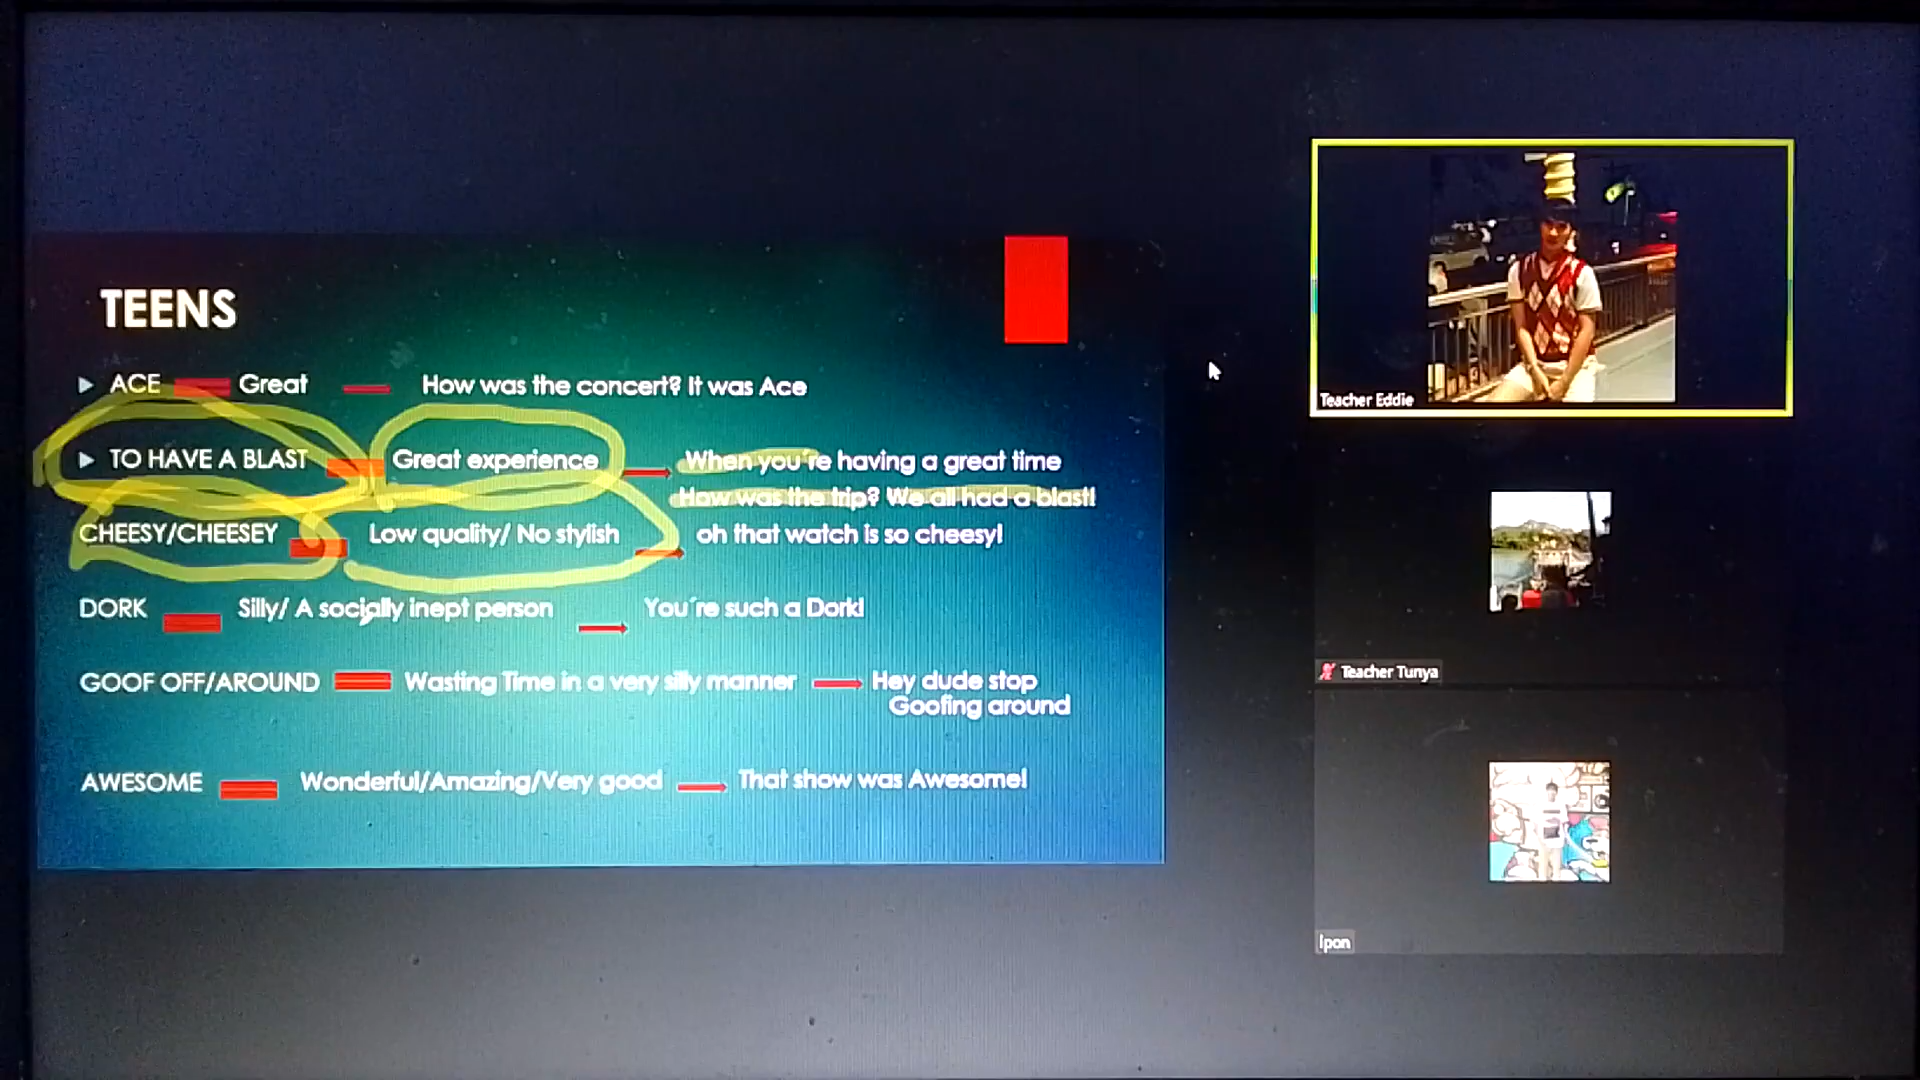 TEENS
ACE Great How was the concert? It was Ace
TO HAVE A BLAST Great experience When you're having a great time
How was the trip? We all had a blast!
CHEESY/CHEESEY Low quality/ No stylish oh that watch is so cheesy!
DORK Silly/ A socially inept person You're such a Dork!
GOOF OFF/AROUND Wasting Time in a very silly manner Hey dude stop
Goofing around
AWESOME Wonderful/Amazing/Very good That show was Awesome!
Teacher Eddie
Teacher Tunya
Ipon